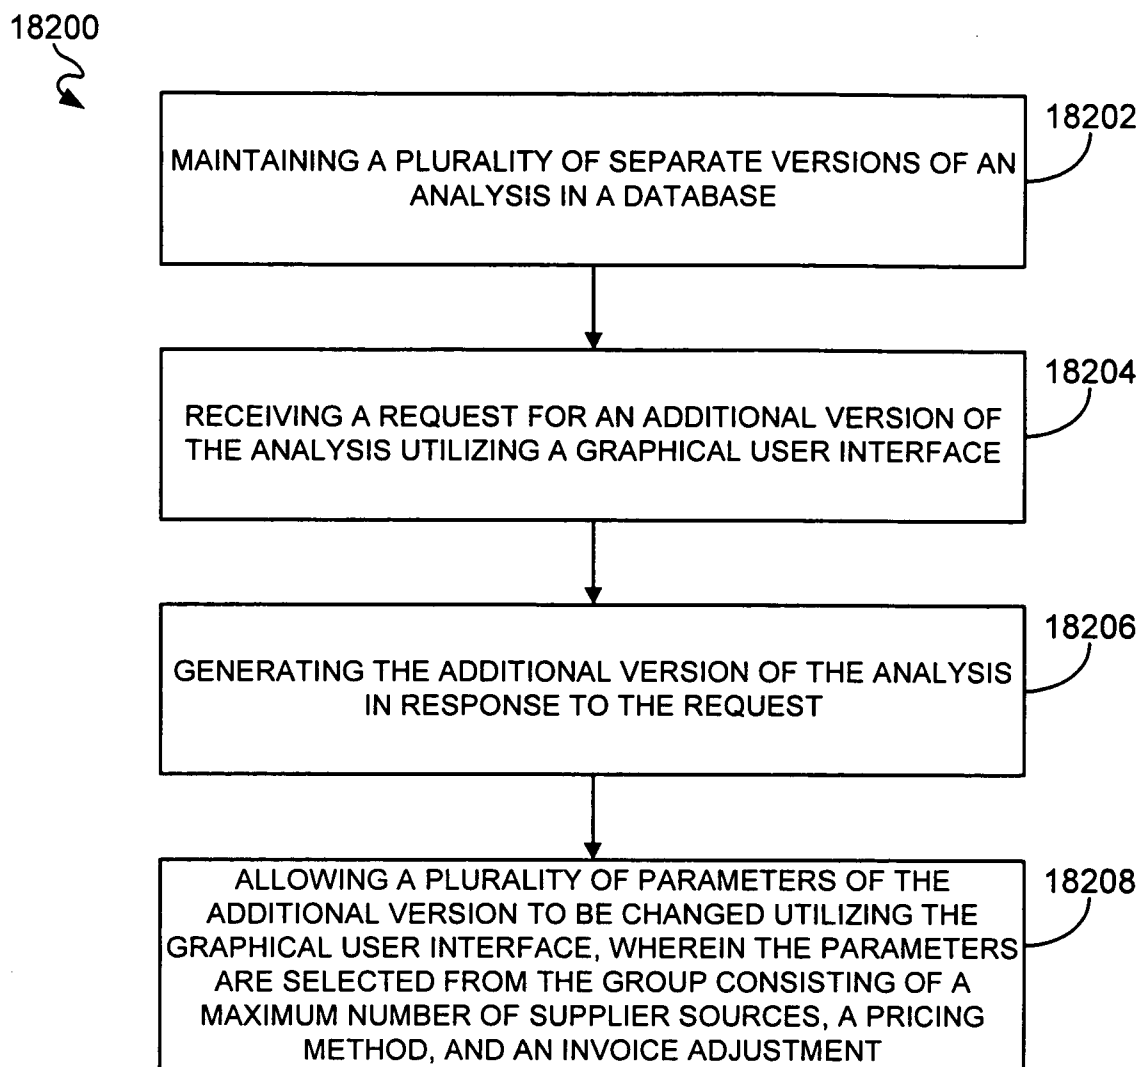 18200
18202
MAINTAINING A PLURALITY OF SEPARATE VERSIONS OF AN
ANALYSIS IN A DATABASE
18204
RECEIVING A REQUEST FOR AN ADDITIONAL VERSION OF
THE ANALYSIS UTILIZING A GRAPHICAL USER INTERFACE
18206
GENERATING THE ADDITIONAL VERSION OF THE ANALYSIS
IN RESPONSE TO THE REQUEST
18208
ALLOWING A PLURALITY OF PARAMETERS OF THE
ADDITIONAL VERSION TO BE CHANGED UTILIZING THE
GRAPHICAL USER INTERFACE, WHEREIN THE PARAMETERS
ARE SELECTED FROM THE GROUP CONSISTING OF A
MAXIMUM NUMBER OF SUPPLIER SOURCES, A PRICING
METHOD, AND AN INVOICE ADJUSTMENT